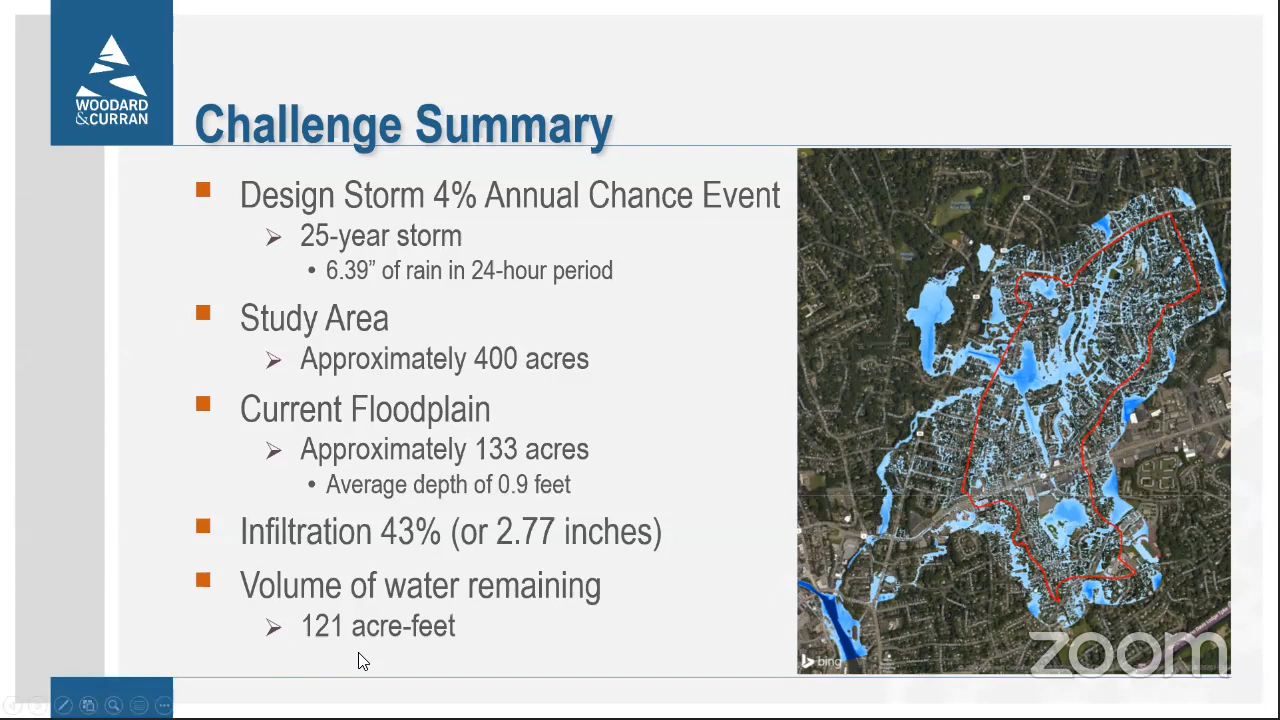 WOODARD
&CURRAN
Challenge Summary
Design Storm 4% Annual Chance Event
25-year storm
6.39” of rain in 24-hour period
Study Area
Approximately 400 acres
Current Floodplain
Approximately 133 acres
Average depth of 0.9 feet
Infiltration 43% (or 2.77 inches)
Volume of water remaining
121 acre-feet
bing
zoom